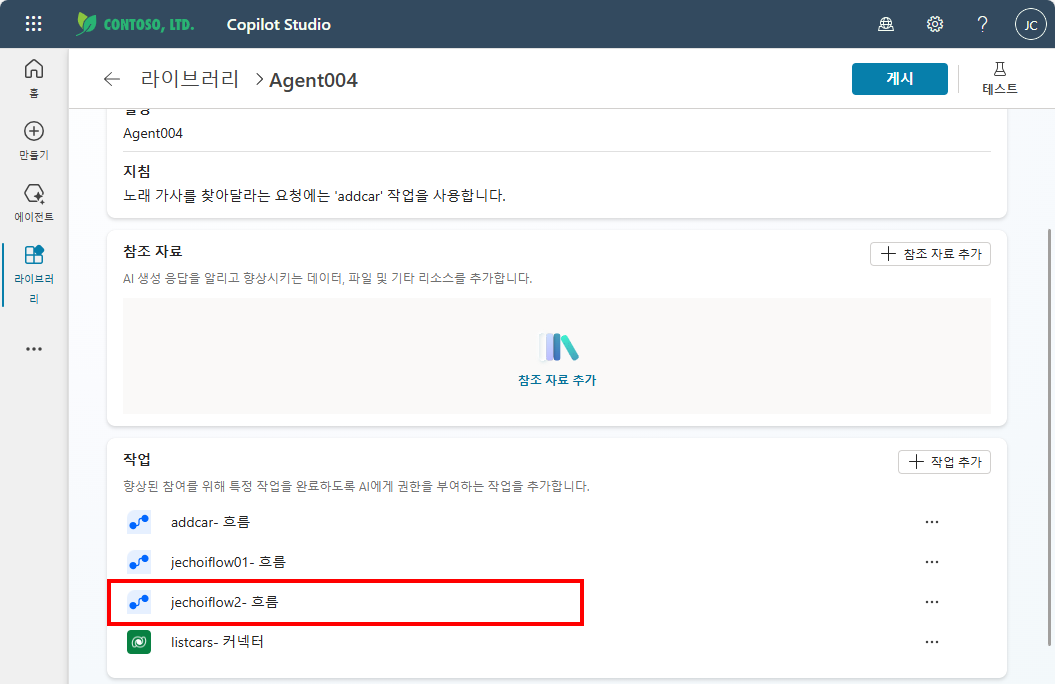 CONTOSO, LTD.
Copilot Studio
JC
라이브러리 > Agent004
게시
테스트
홈
만들기
에이전트
라이브러
리
Agent004
지침
노래 가사를 찾아달라는 요청에는 'addcar' 작업을 사용합니다.
참조 자료
참조 자료 추가
AI 생성 응답을 알리고 향상시키는 데이터, 파일 및 기타 리소스를 추가합니다.
참조 자료 추가
작업
작업 추가
향상된 참여를 위해 특정 작업을 완료하도록 AI에게 권한을 부여하는 작업을 추가합니다.
addcar- 흐름
jechoiflow01- 흐름
jechoiflow2- 흐름
listcars- 커넥터